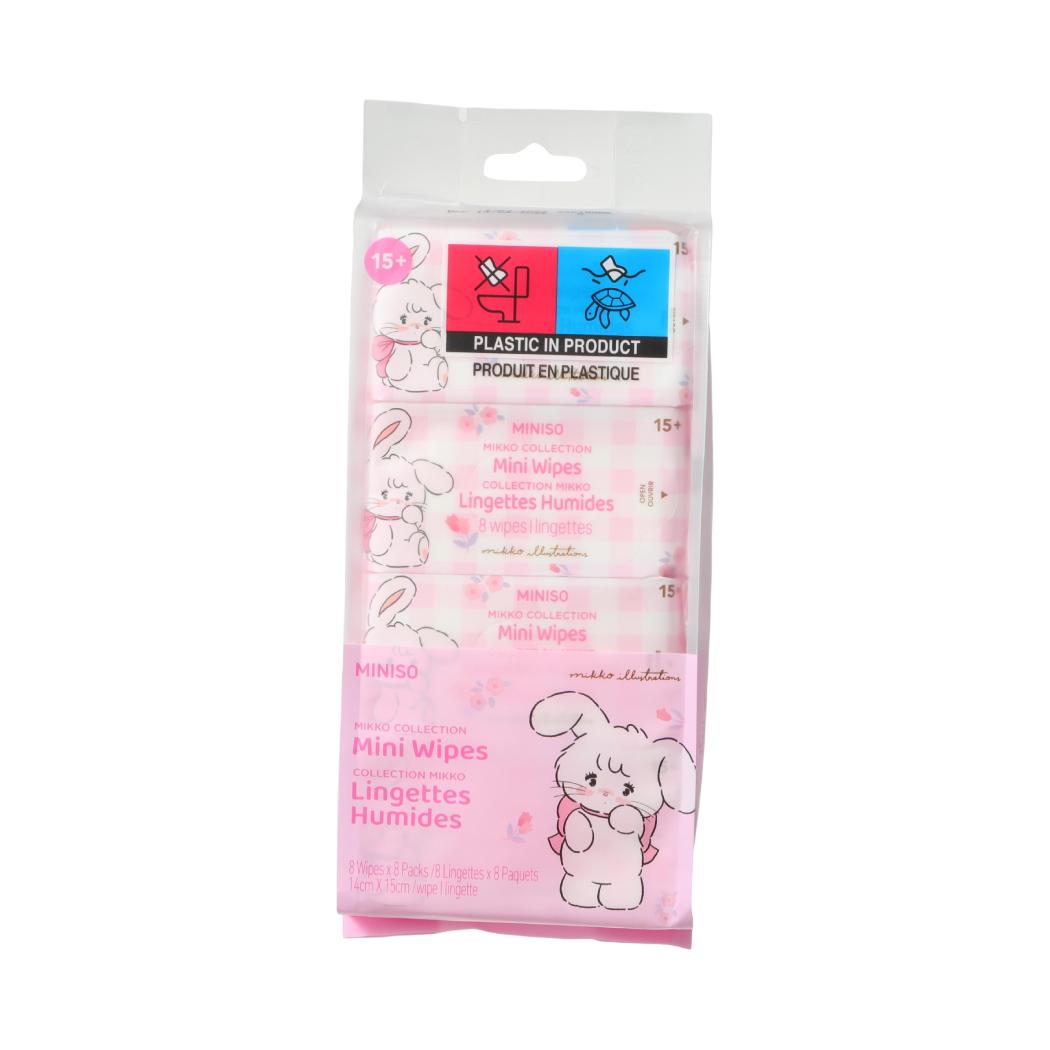 15+
15
PLASTIC IN PRODUCT
PRODUIT EN PLASTIQUE
MINISO
15+
MIKKO COLLECTION
Mini Wipes
COLLECTION MIKKO
Lingettes Humides
8 wipes | lingettes
OPEN
OUVRIR
mikko illustrations
MINISO
15
MIKKO COLLECTION
Mini Wipes
MINISO
mikko illustrations
MIKKO COLLECTION
Mini Wipes
COLLECTION MIKKO
Lingettes
Humides
8 Wipes x 8 Packs /8 Lingettes x 8 Paquets
14cm X 15cm /wipe | lingette